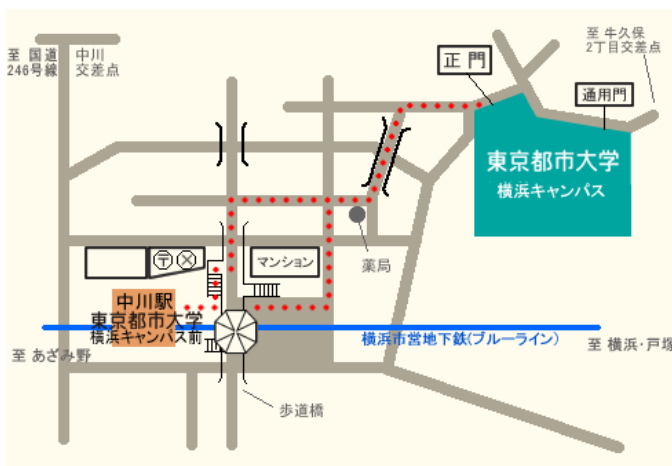 至 国道
246号線
中川
交差点
至 牛久保
2丁目交差点
正 門
通用門
東京都市大学
横浜キャンパス
〒
マンション
薬局
中川駅
東京都市大学
横浜キャンパス前
横浜市営地下鉄(ブルーライン)
至 あざみ野
至 横浜・戸塚
歩道橋